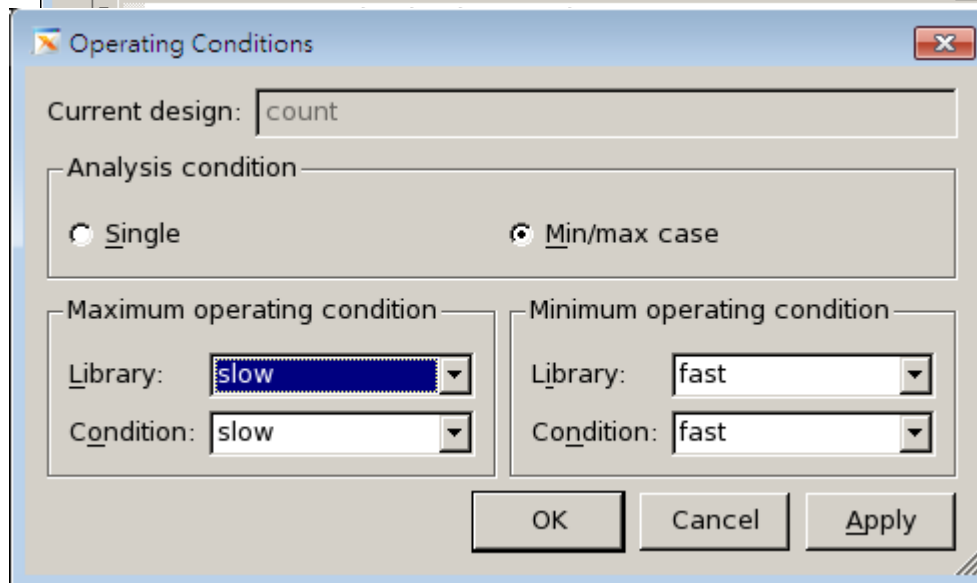 Operating Conditions
Current design: count
Analysis condition
Single
Min/max case
Maximum operating condition
Library: slow
Condition: slow
Minimum operating condition
Library: fast
Condition: fast
OK
Cancel
Apply